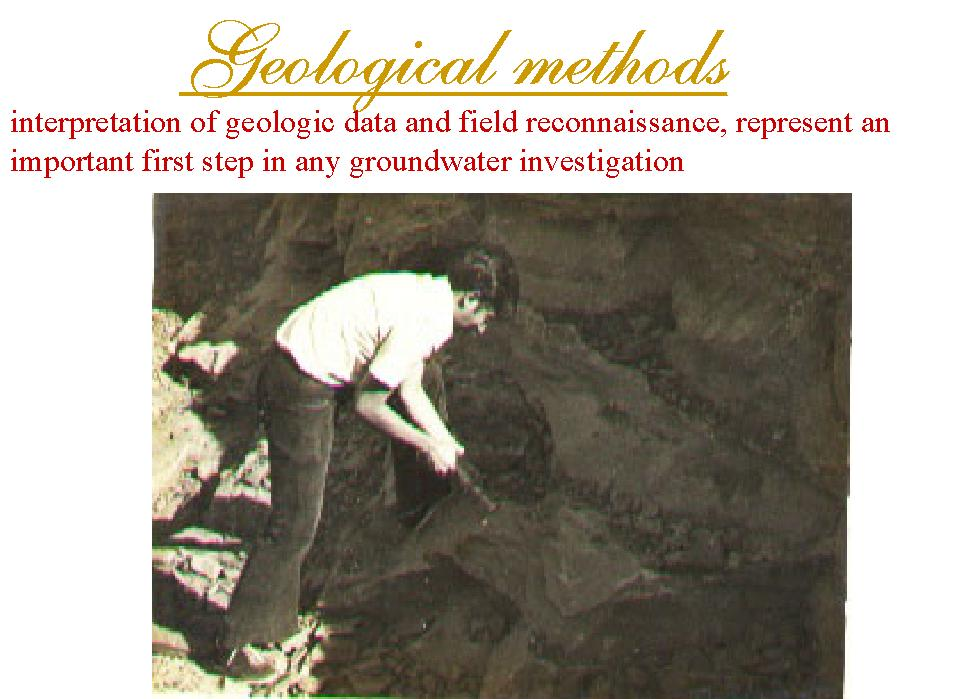 Geological methods
interpretation of geologic data and field reconnaissance, represent an
important first step in any groundwater investigation